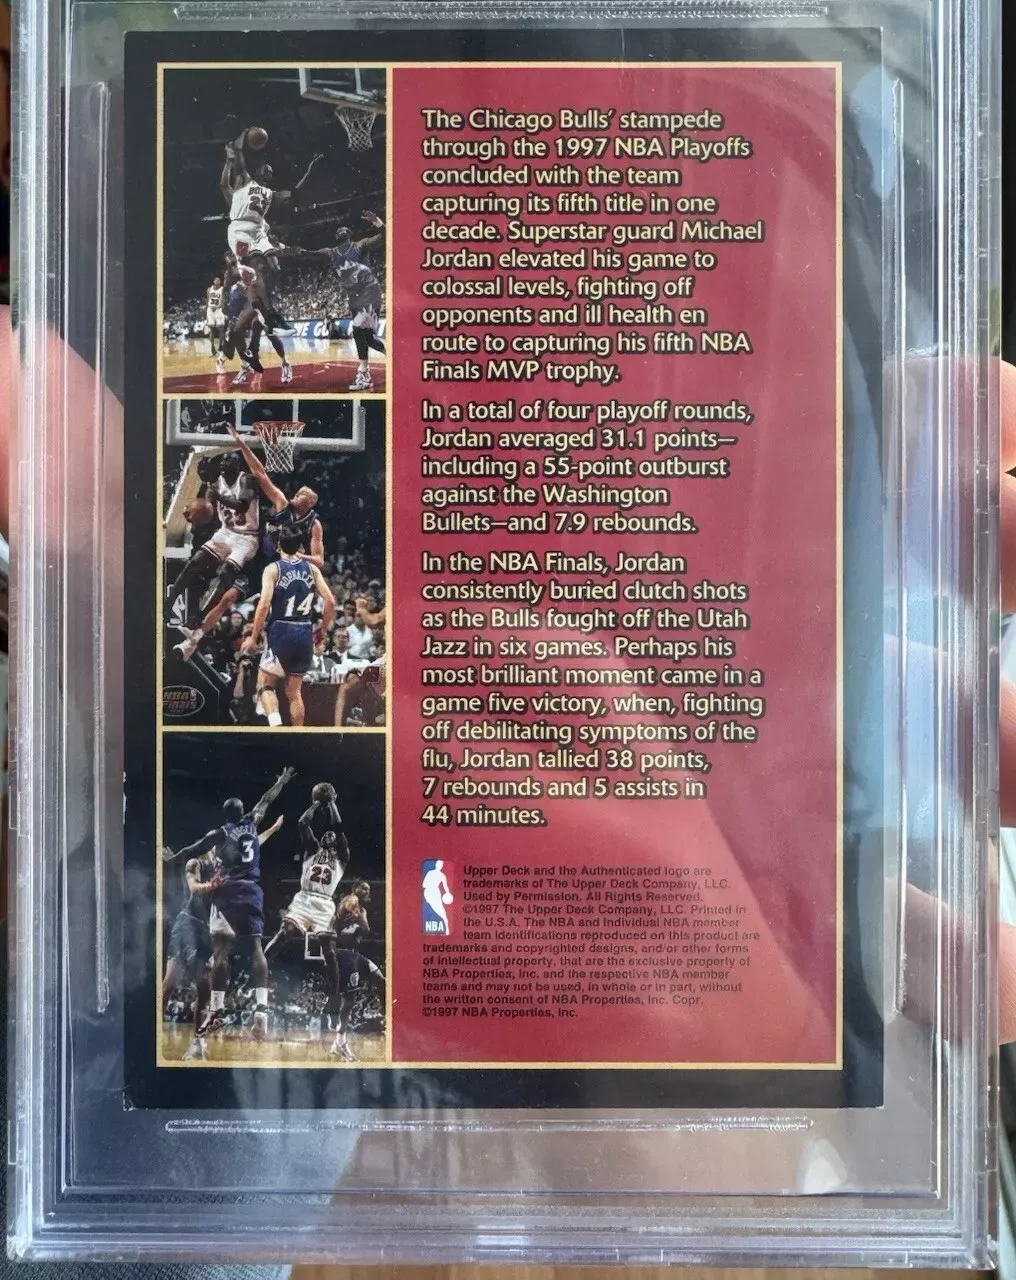 The Chicago Bulls' stampede
through the 1997 NBA Playoffs
concluded with the team
capturing its fifth title in one
decade. Superstar guard Michael
Jordan elevated his game to
colossal levels, fighting off
opponents and ill health en
route to capturing his fifth NBA
Finals MVP trophy.
In a total of four playoff rounds,
Jordan averaged 31.1 points—
including a 55-point outburst
against the Washington
Bullets—and 7.9 rebounds.
In the NBA Finals, Jordan
consistently buried clutch shots
as the Bulls fought off the Utah
Jazz in six games. Perhaps his
most brilliant moment came in a
game five victory, when, fighting
off debilitating symptoms of the
flu, Jordan tallied 38 points,
7 rebounds and 5 assists in
44 minutes.
Upper Deck and the Authenticated logo are
trademarks of The Upper Deck Company, LLC.
Used by Permission. All Rights Reserved.
©1997 The Upper Deck Company, LLC. Printed in
the U.S.A. The NBA and individual NBA member
team identifications reproduced on this product are
trademarks and copyrighted designs, and/or other forms
of intellectual property, that are the exclusive property of
NBA Properties, Inc. and the respective NBA member
teams and may not be used, in whole or in part, without
the written consent of NBA Properties, Inc. Copr.
©1997 NBA Properties, Inc.
NBA
HORNACEK
14
NBA
Finals
3
23